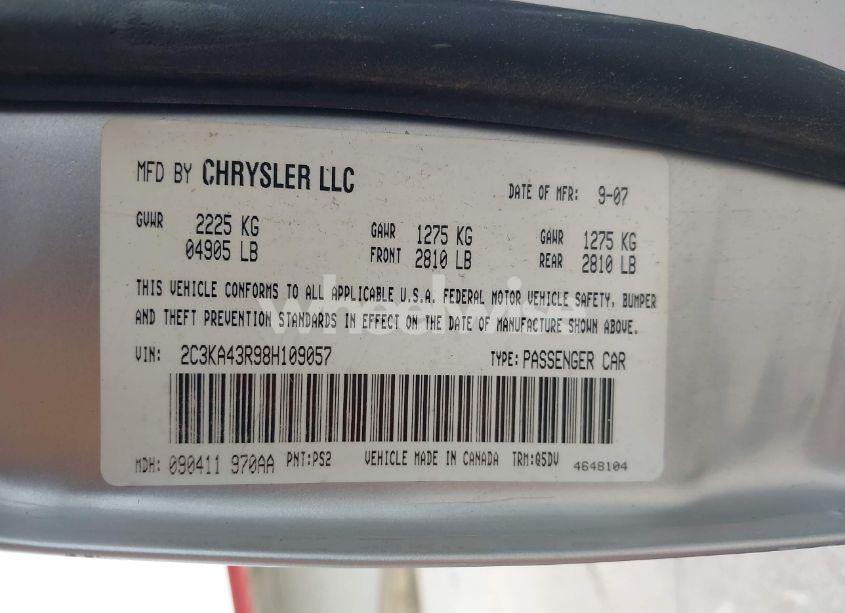 MFD BY CHRYSLER LLC DATE OF MFR: 9-07
GVWR 2225 KG GAWR 1275 KG GAWR 1275 KG
04905 LB FRONT 2810 LB REAR 2810 LB
THIS VEHICLE CONFORMS TO ALL APPLICABLE U.S.A. FEDERAL MOTOR VEHICLE SAFETY, BUMPER
AND THEFT PREVENTION STANDARDS IN EFFECT ON THE DATE OF MANUFACTURE SHOWN ABOVE.
VIN: 2C3KA43R98H109057 TYPE: PASSENGER CAR
MDH: 090411 970AA PNT:PS2 VEHICLE MADE IN CANADA TRM:Q5DV 4648104
wheelwise